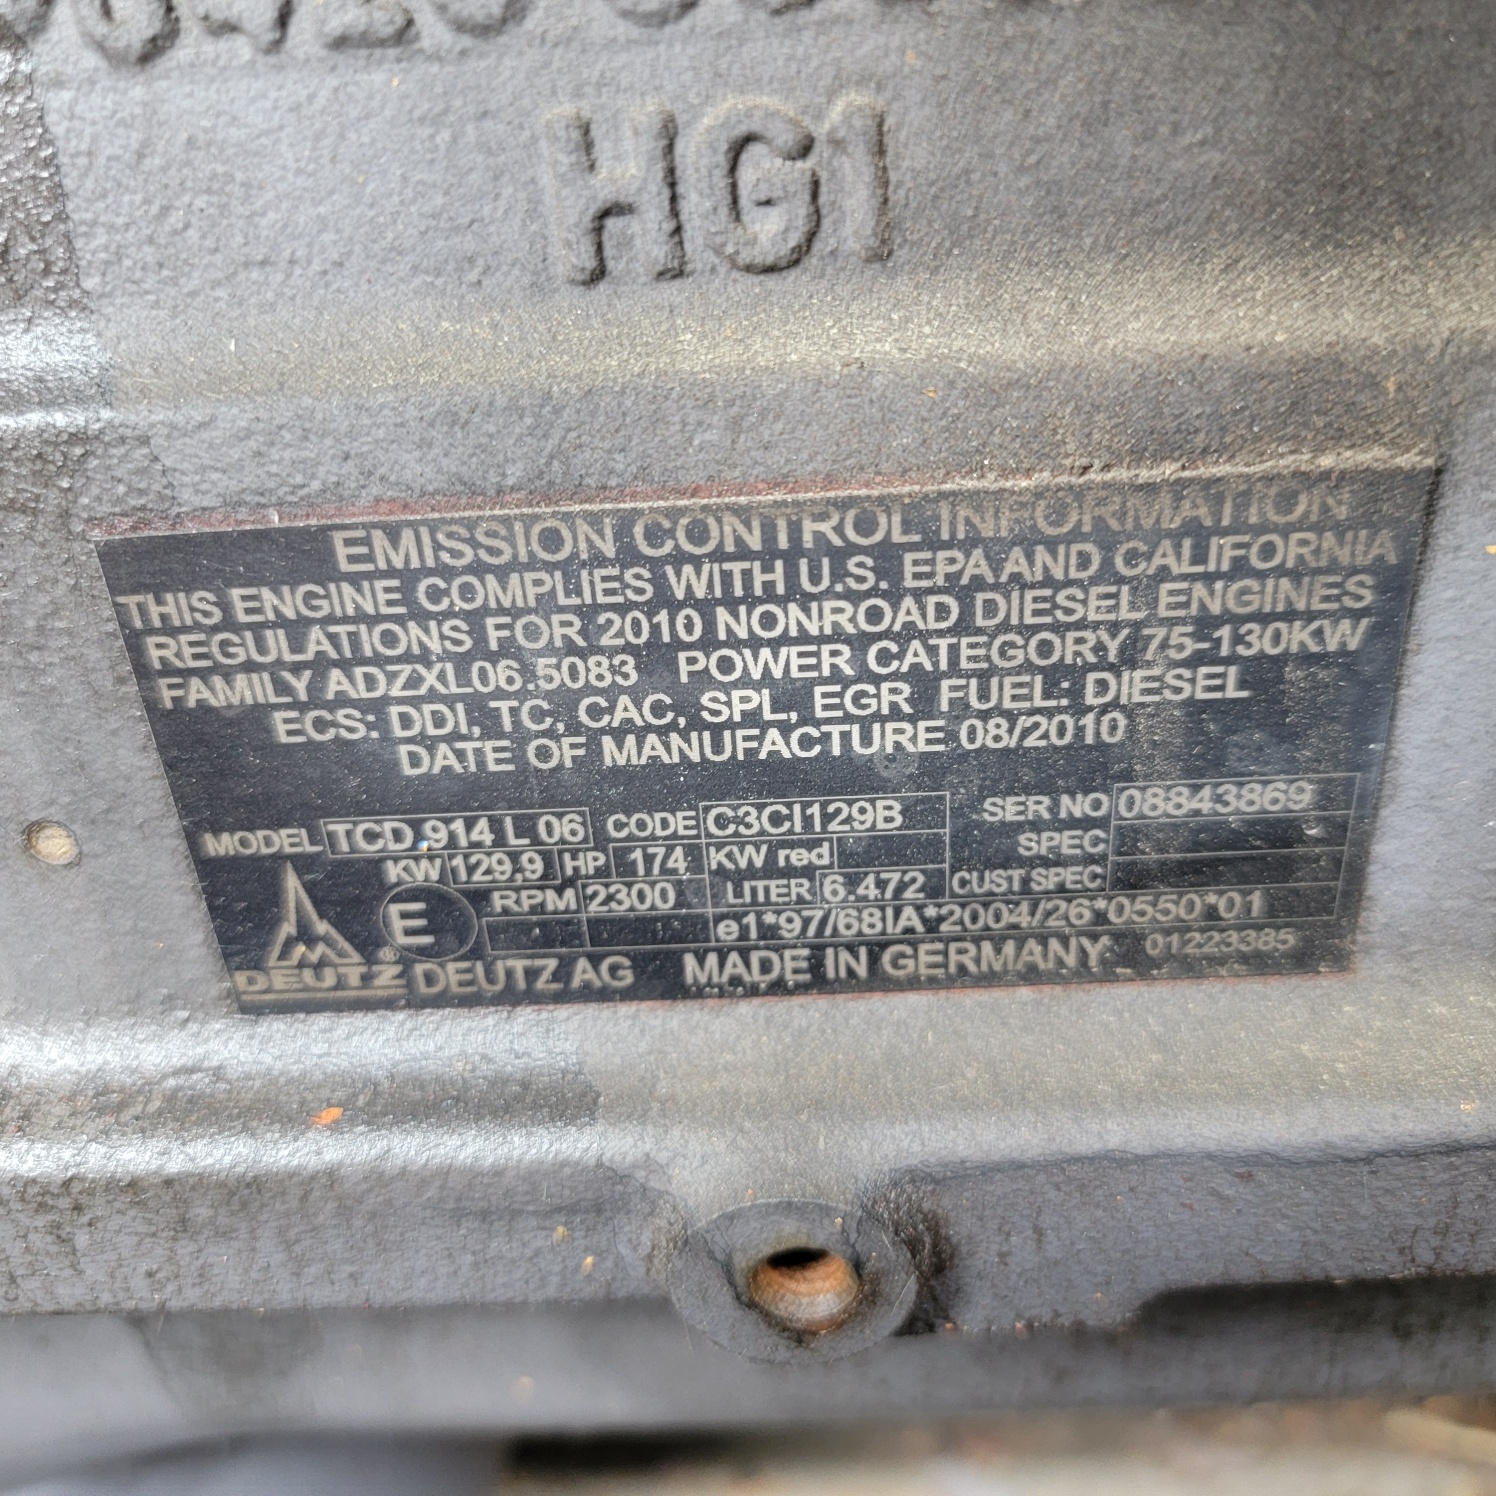 HG1
EMISSION CONTROL INFORMATION
THIS ENGINE COMPLIES WITH U.S. EPA AND CALIFORNIA
REGULATIONS FOR 2010 NONROAD DIESEL ENGINES
FAMILY ADZXL06.5083 POWER CATEGORY 75-130KW
ECS: DDI, TC, CAC, SPL, EGR FUEL: DIESEL
DATE OF MANUFACTURE 08/2010
MODEL TCD 914 L 06 CODE C3CI129B SER NO 08843869
KW 129,9 HP 174 KW red SPEC
RPM 2300 LITER 6.472 CUST SPEC
E e1*97/68IA*2004/26*0550*01
DEUTZ® DEUTZ AG MADE IN GERMANY 01223385